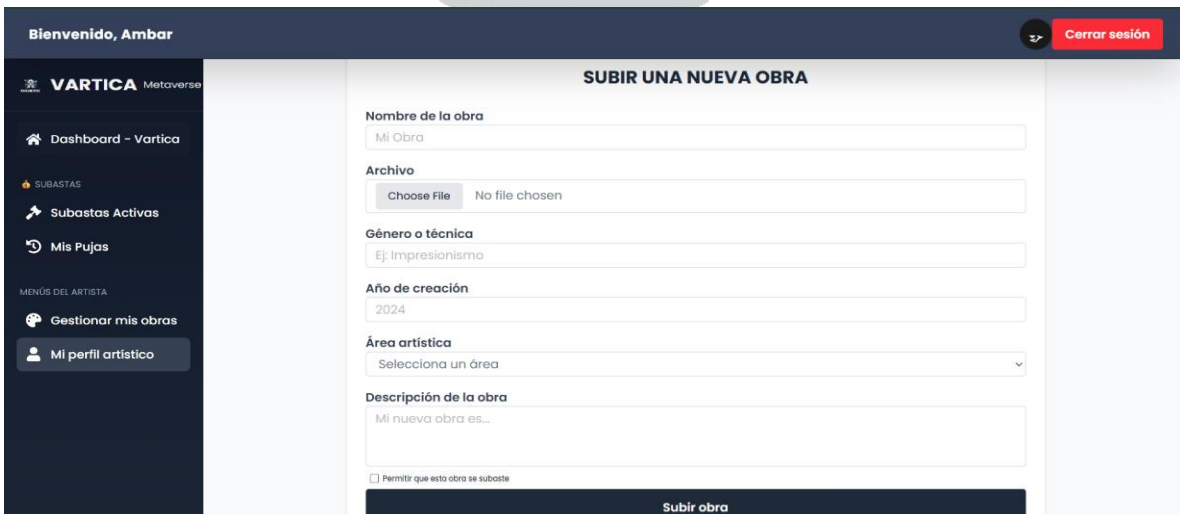 Bienvenido, Ambar
Cerrar sesión
VARTICA Metaverse
Dashboard - Vartica
SUBASTAS
Subastas Activas
Mis Pujas
MENÚS DEL ARTISTA
Gestionar mis obras
Mi perfil artístico
SUBIR UNA NUEVA OBRA
Nombre de la obra
Mi Obra
Archivo
Choose File No file chosen
Género o técnica
Ej: Impresionismo
Año de creación
2024
Área artística
Selecciona un área
Descripción de la obra
Mi nueva obra es...
Permitir que esta obra se subaste
Subir obra